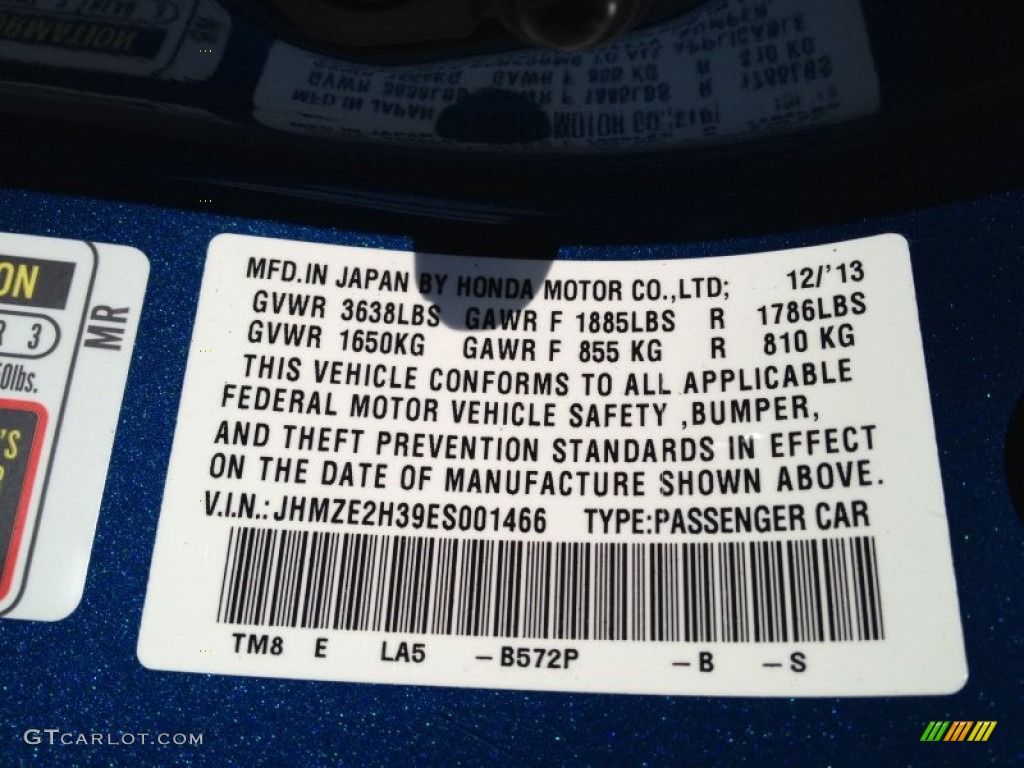 MFD.IN JAPAN BY HONDA MOTOR CO.,LTD; 12/'13
GVWR 3638LBS GAWR F 1885LBS R 1786LBS
GVWR 1650KG GAWR F 855 KG R 810 KG
THIS VEHICLE CONFORMS TO ALL APPLICABLE
FEDERAL MOTOR VEHICLE SAFETY ,BUMPER,
AND THEFT PREVENTION STANDARDS IN EFFECT
ON THE DATE OF MANUFACTURE SHOWN ABOVE.
V.I.N.:JHMZE2H39ES001466 TYPE:PASSENGER CAR
TM8 E LA5 -B572P -B -S
ON
R 3
MR
50lbs.
'S
P
GTCARLOT.COM